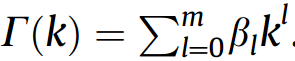 Γ(k) = ∑_{l=0}^{m} β_l k^l.